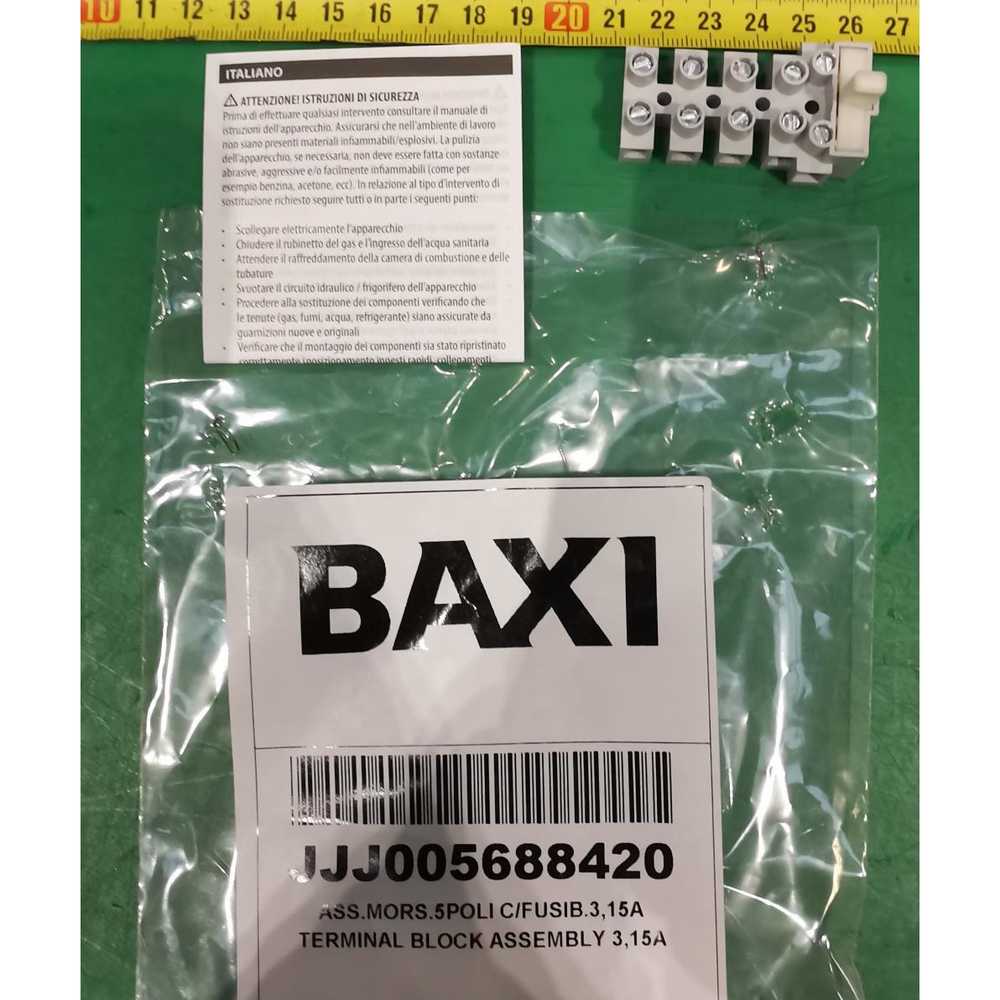 10 11 12 13 14 15 16 17 18 19 20 21 22 23 24 25 26 27
ITALIANO
⚠ ATTENZIONE! ISTRUZIONI DI SICUREZZA
Prima di effettuare qualsiasi intervento consultare il manuale di
istruzioni dell'apparecchio. Assicurarsi che nell'ambiente di lavoro
non siano presenti materiali infiammabili/esplosivi. La pulizia
dell'apparecchio, se necessaria, non deve essere fatta con sostanze
abrasive, aggressive e/o facilmente infiammabili (come per
esempio benzina, acetone, ecc). In relazione al tipo d'intervento di
sostituzione richiesto seguire tutti o in parte i seguenti punti:
• Scollegare elettricamente l'apparecchio
• Chiudere il rubinetto del gas e l'ingresso dell'acqua sanitaria
• Attendere il raffreddamento della camera di combustione e delle
tubature
• Svuotare il circuito idraulico / frigorifero dell'apparecchio
• Procedere alla sostituzione dei componenti verificando che
le tenute (gas, fumi, acqua, refrigerante) siano assicurate da
guarnizioni nuove e originali
• Verificare che il montaggio dei componenti sia stato ripristinato
correttamente (posizionamento innesti rapidi, collegamenti
BAXI
JJJ005688420
ASS.MORS.5POLI C/FUSIB.3,15A
TERMINAL BLOCK ASSEMBLY 3,15A